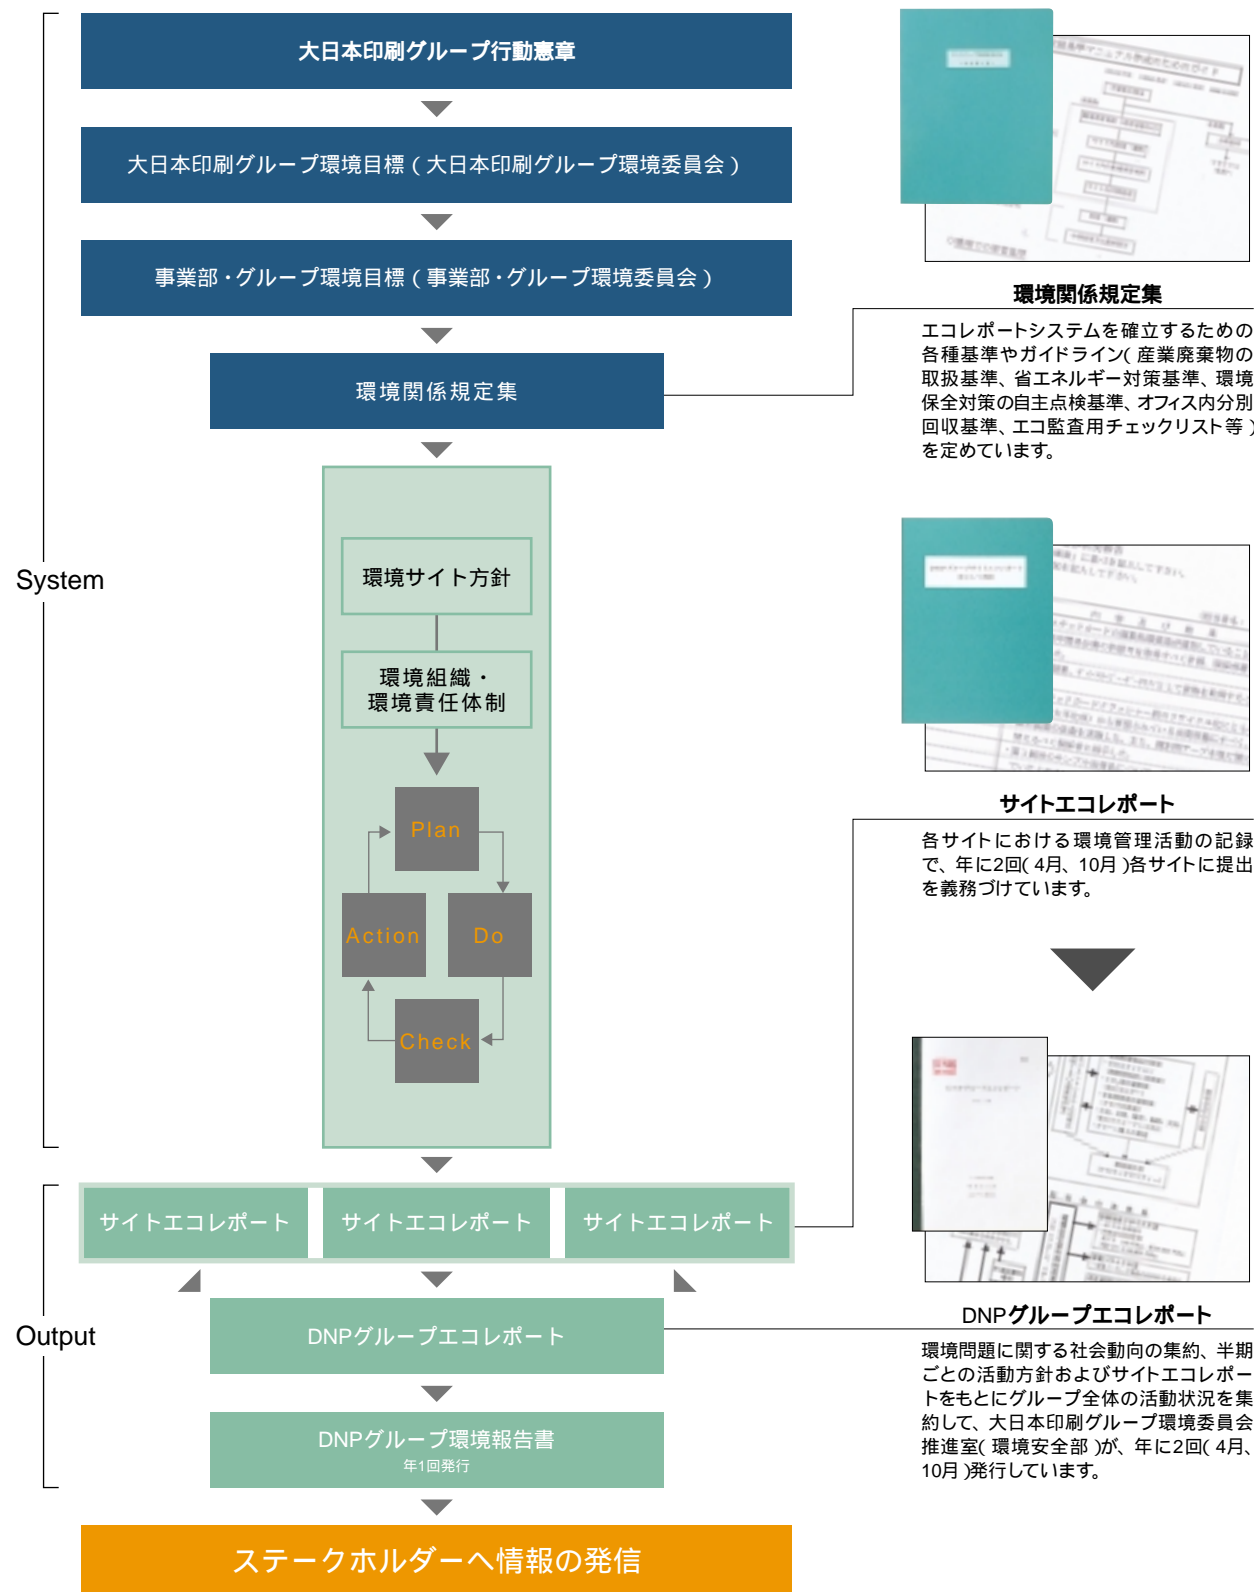 大日本印刷グループ行動憲章
大日本印刷グループ環境目標（大日本印刷グループ環境委員会）
事業部・グループ環境目標（事業部・グループ環境委員会）
環境関係規定集
System
環境サイト方針
環境組織・
環境責任体制
Plan
Action
Do
Check
サイトエコレポート
サイトエコレポート
サイトエコレポート
Output
DNPグループエコレポート
DNPグループ環境報告書
年1回発行
ステークホルダーへ情報の発信
環境関係規定集
エコレポートシステムを確立するための
各種基準やガイドライン（産業廃棄物の
取扱基準、省エネルギー対策基準、環境
保全対策の自主点検基準、オフィス内分別
回収基準、エコ監査用チェックリスト等）
を定めています。
サイトエコレポート
各サイトにおける環境管理活動の記録
で、年に2回（4月、10月）各サイトに提出
を義務づけています。
DNPグループエコレポート
環境問題に関する社会動向の集約、半期
ごとの活動方針およびサイトエコレポー
トをもとにグループ全体の活動状況を集
約して、大日本印刷グループ環境委員会
推進室（環境安全部）が、年に2回（4月、
10月）発行しています。